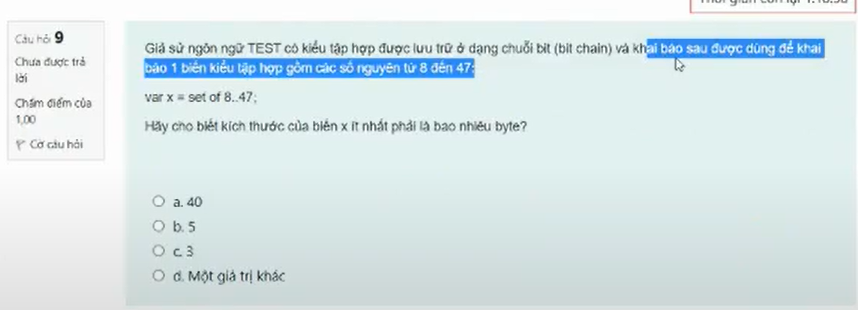 Câu hỏi 9
Chưa được trả
lời
Chấm điểm của
1,00
Cờ câu hỏi
Giả sử ngôn ngữ TEST có kiểu tập hợp được lưu trữ ở dạng chuỗi bit (bit chain) và khai báo sau được dùng để khai
báo 1 biến kiểu tập hợp gồm các số nguyên từ 8 đến 47:
var x = set of 8..47;
Hãy cho biết kích thước của biến x ít nhất phải là bao nhiêu byte?
a. 40
b. 5
c. 3
d. Một giá trị khác